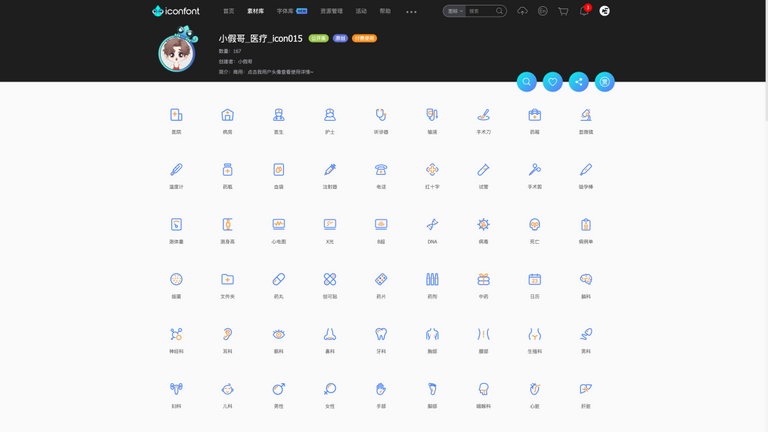 iconfont 首页 素材库 字体库 NEW 资源管理 活动 帮助 图标 搜索 En 3
小假哥_医疗_icon015 公开库 原创 付费使用
数量：167
创建者：小假哥
简介：商用：点击我用户头像查看使用详情~
医院 病房 医生 护士 听诊器 输液 手术刀 药箱 显微镜
温度计 药瓶 血袋 注射器 电话 红十字 试管 手术剪 验孕棒
测体重 测身高 心电图 X光 B超 DNA 病毒 死亡 病例单
细菌 文件夹 药丸 创可贴 药片 药剂 中药 日历 脑科
神经科 耳科 眼科 鼻科 牙科 胸部 腰部 生殖科 男科
妇科 儿科 男性 女性 手部 脚部 咽喉科 心脏 肝脏